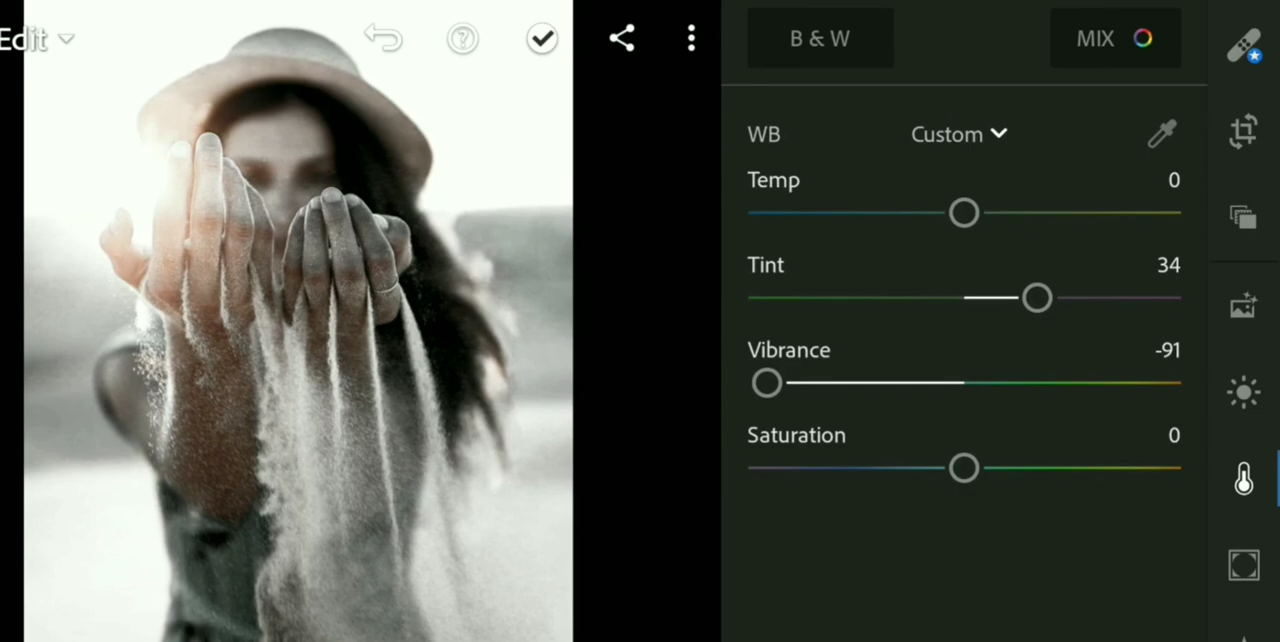 Edit
B & W
MIX
WB
Custom
Temp
0
Tint
34
Vibrance
-91
Saturation
0